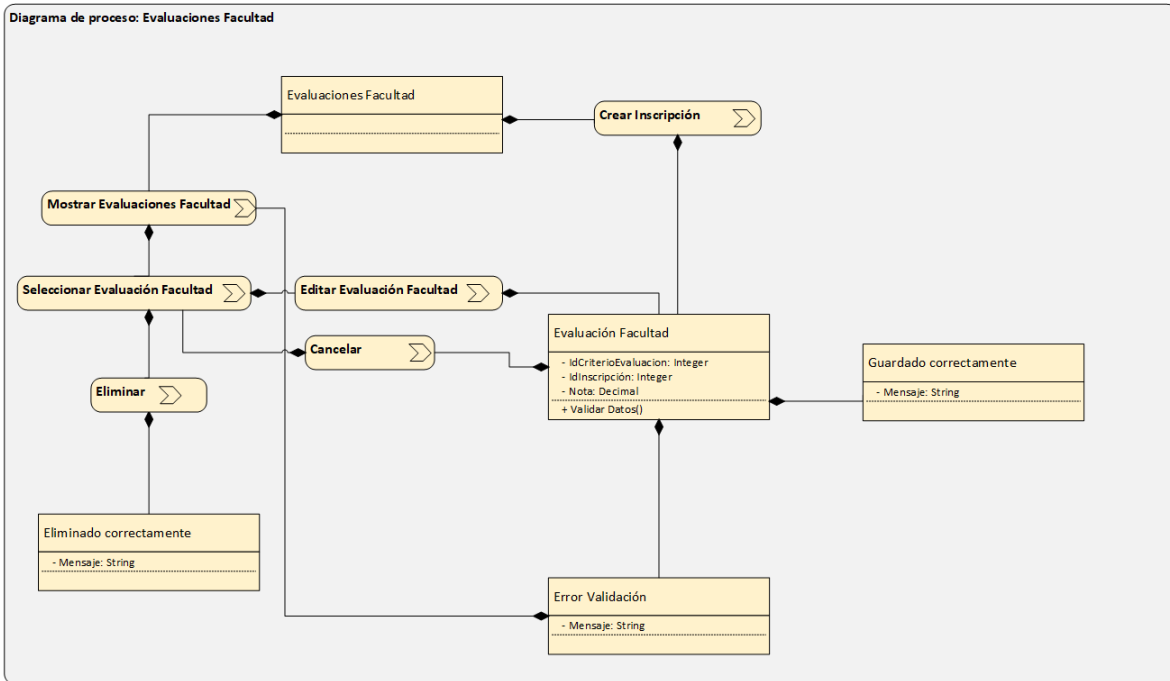 Diagrama de proceso: Evaluaciones Facultad
Evaluaciones Facultad
Crear Inscripción
Mostrar Evaluaciones Facultad
Seleccionar Evaluación Facultad
Editar Evaluación Facultad
Cancelar
Eliminar
Evaluación Facultad
- IdCriterioEvaluacion: Integer
- IdInscripción: Integer
- Nota: Decimal
+ Validar Datos()
Guardado correctamente
- Mensaje: String
Eliminado correctamente
- Mensaje: String
Error Validación
- Mensaje: String